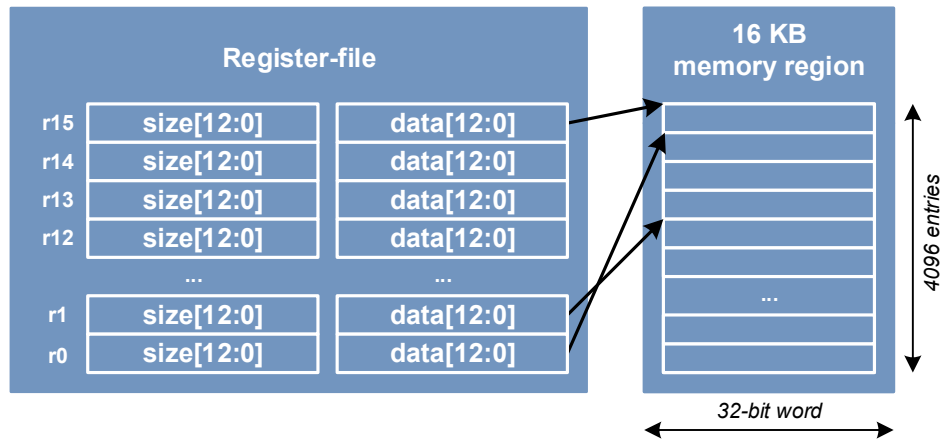 Register-file
r15 size[12:0] data[12:0]
r14 size[12:0] data[12:0]
r13 size[12:0] data[12:0]
r12 size[12:0] data[12:0]
... ...
r1 size[12:0] data[12:0]
r0 size[12:0] data[12:0]
16 KB
memory region
...
4096 entries
32-bit word